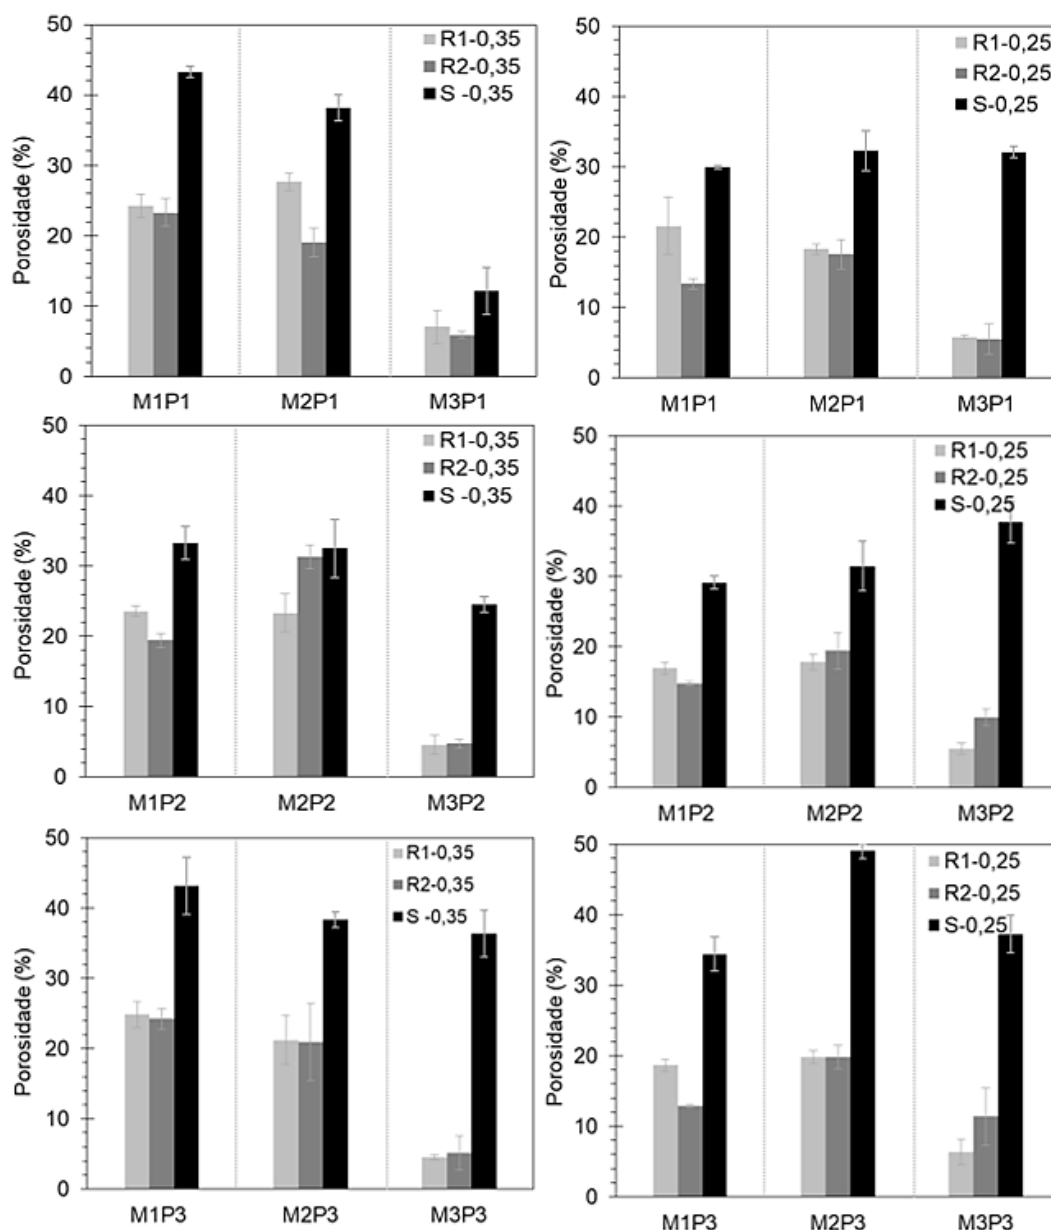 Porosidade (%)
50
40
30
20
10
0
R1-0,35
R2-0,35
S -0,35
M1P1 M2P1 M3P1
Porosidade (%)
50
40
30
20
10
0
R1-0,25
R2-0,25
S-0,25
M1P1 M2P1 M3P1
Porosidade (%)
50
40
30
20
10
0
R1-0,35
R2-0,35
S -0,35
M1P2 M2P2 M3P2
Porosidade (%)
50
40
30
20
10
0
R1-0,25
R2-0,25
S-0,25
M1P2 M2P2 M3P2
Porosidade (%)
50
40
30
20
10
0
R1-0,35
R2-0,35
S -0,35
M1P3 M2P3 M3P3
Porosidade (%)
50
40
30
20
10
0
R1-0,25
R2-0,25
S-0,25
M1P3 M2P3 M3P3